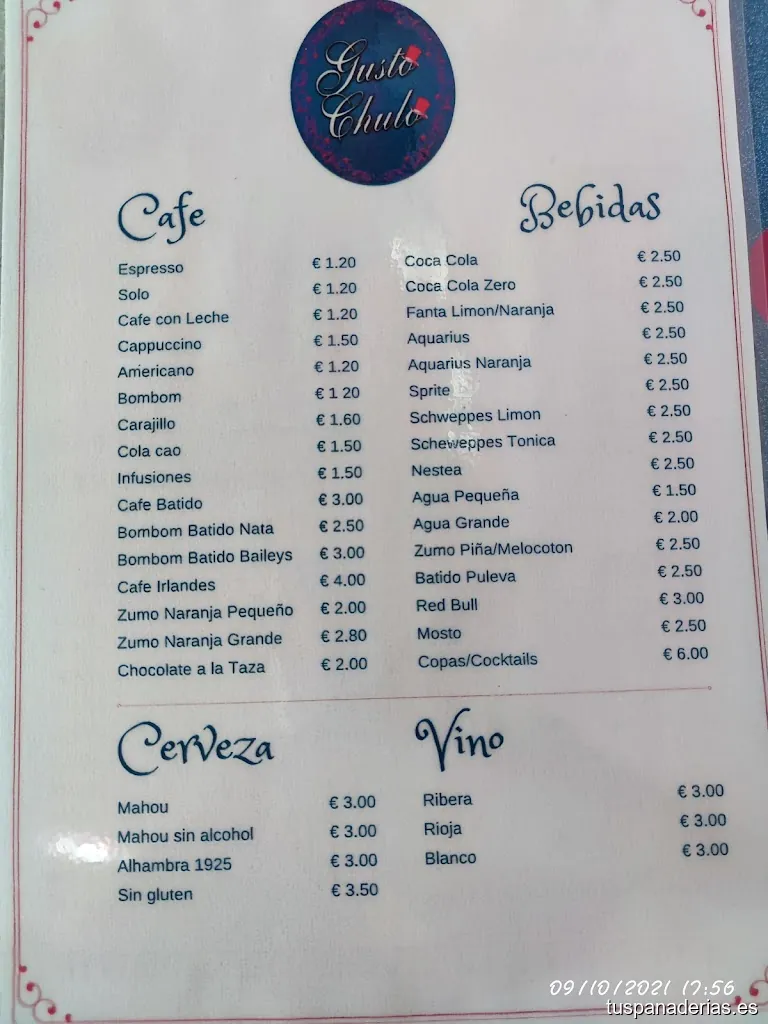 Gusto
Chulo
Cafe
Espresso € 1.20
Solo € 1.20
Cafe con Leche € 1.20
Cappuccino € 1.50
Americano € 1.20
Bombom € 1 20
Carajillo € 1.60
Cola cao € 1.50
Infusiones € 1.50
Cafe Batido € 3.00
Bombom Batido Nata € 2.50
Bombom Batido Baileys € 3.00
Cafe Irlandes € 4.00
Zumo Naranja Pequeño € 2.00
Zumo Naranja Grande € 2.80
Chocolate a la Taza € 2.00
Bebidas
Coca Cola € 2.50
Coca Cola Zero € 2.50
Fanta Limon/Naranja € 2.50
Aquarius € 2.50
Aquarius Naranja € 2.50
Sprite € 2.50
Schweppes Limon € 2.50
Scheweppes Tonica € 2.50
Nestea € 2.50
Agua Pequeña € 1.50
Agua Grande € 2.00
Zumo Piña/Melocoton € 2.50
Batido Puleva € 2.50
Red Bull € 3.00
Mosto € 2.50
Copas/Cocktails € 6.00
Cerveza
Mahou € 3.00
Mahou sin alcohol € 3.00
Alhambra 1925 € 3.00
Sin gluten € 3.50
Vino
Ribera € 3.00
Rioja € 3.00
Blanco € 3.00
09/10/2021 17:56
tuspanaderias.es